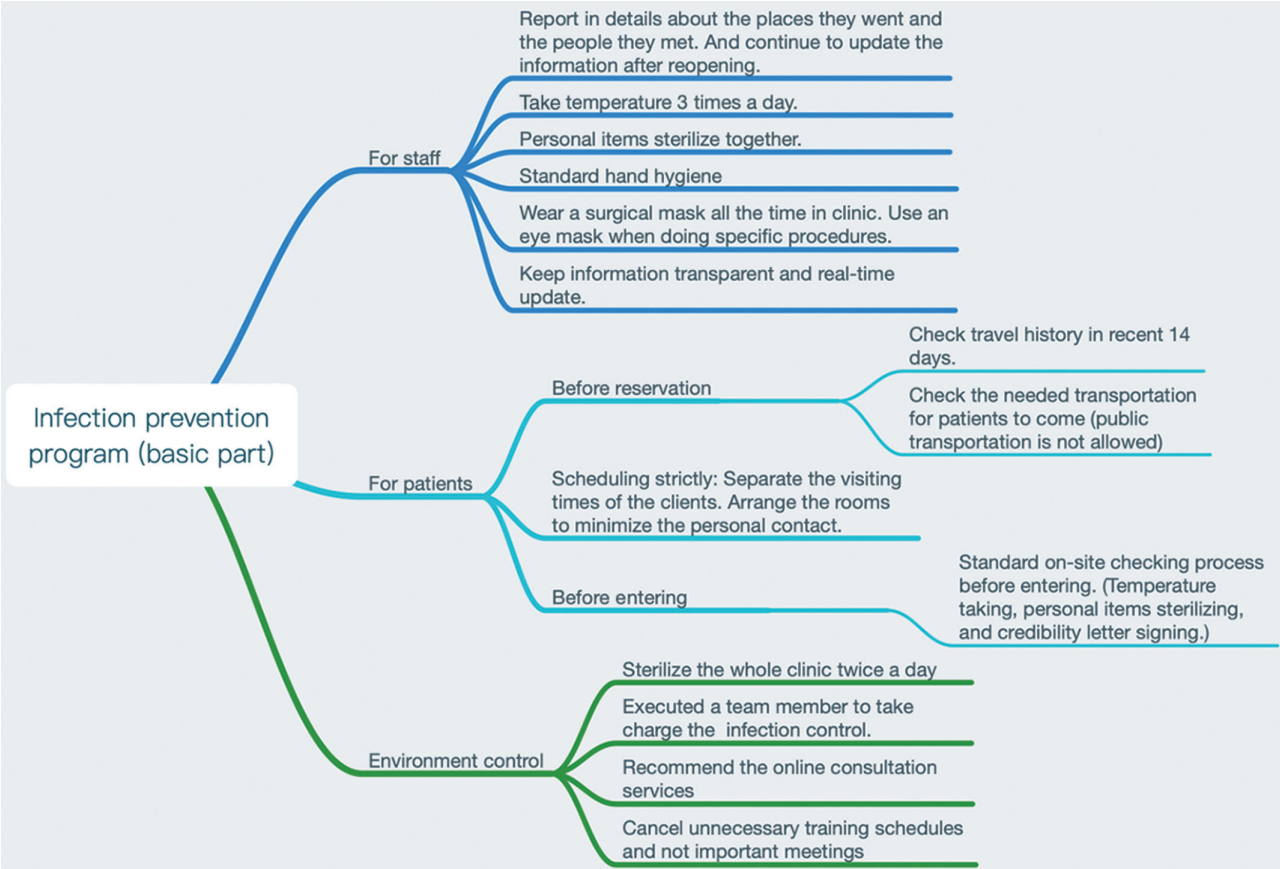 Report in details about the places they went and
the people they met. And continue to update the
information after reopening.
Take temperature 3 times a day.
Personal items sterilize together.
For staff
Standard hand hygiene
Wear a surgical mask all the time in clinic. Use an
eye mask when doing specific procedures.
Keep information transparent and real-time
update.
Infection prevention
program (basic part)
For patients
Before reservation
Check travel history in recent 14
days.
Check the needed transportation
for patients to come (public
transportation is not allowed)
Scheduling strictly: Separate the visiting
times of the clients. Arrange the rooms
to minimize the personal contact.
Before entering
Standard on-site checking process
before entering. (Temperature
taking, personal items sterilizing,
and credibility letter signing.)
Environment control
Sterilize the whole clinic twice a day
Executed a team member to take
charge the  infection control.
Recommend the online consultation
services
Cancel unnecessary training schedules
and not important meetings